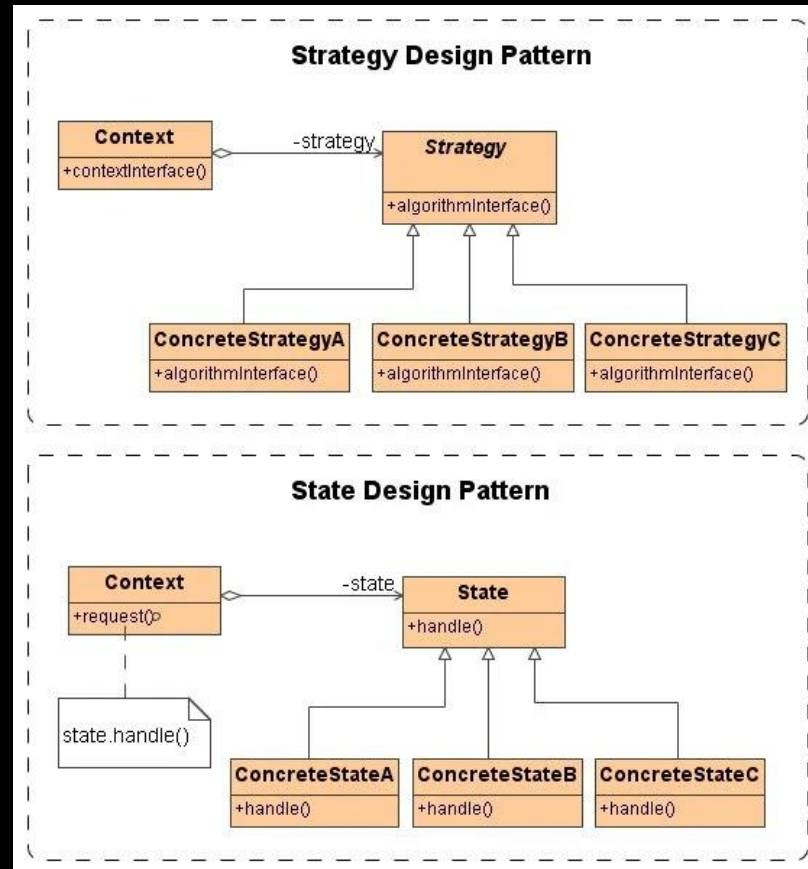 Strategy Design Pattern
Context
+contextInterface()
-strategy
Strategy
+algorithmInterface()
ConcreteStrategyA
+algorithmInterface()
ConcreteStrategyB
+algorithmInterface()
ConcreteStrategyC
+algorithmInterface()
State Design Pattern
Context
+request()
-state
State
+handle()
state.handle()
ConcreteStateA
+handle()
ConcreteStateB
+handle()
ConcreteStateC
+handle()